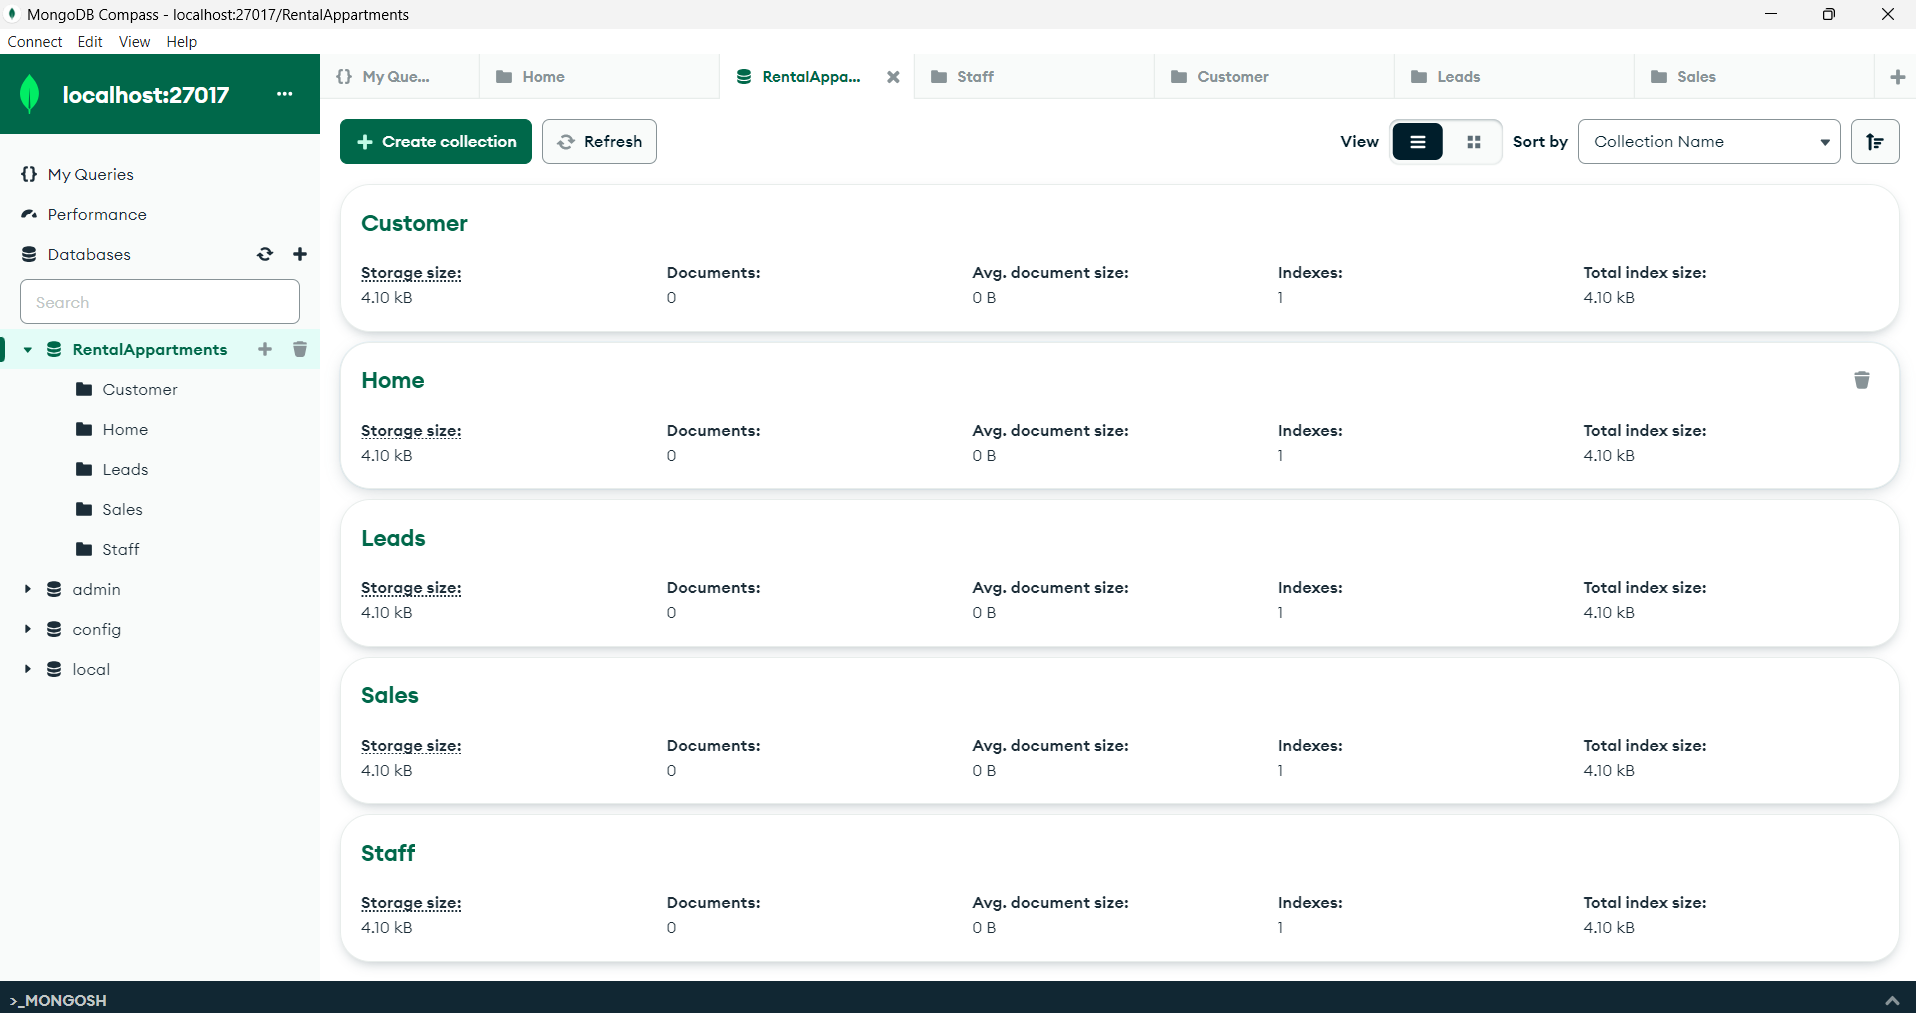 MongoDB Compass - localhost:27017/RentalAppartments
Connect Edit View Help
localhost:27017 ...
{} My Que... Home RentalAppa... Staff Customer Leads Sales
Create collection Refresh View Sort by Collection Name
{} My Queries
Performance
Databases
Search
RentalAppartments
Customer
Home
Leads
Sales
Staff
admin
config
local
Customer
Storage size: Documents: Avg. document size: Indexes: Total index size:
4.10 kB 0 0 B 1 4.10 kB
Home
Storage size: Documents: Avg. document size: Indexes: Total index size:
4.10 kB 0 0 B 1 4.10 kB
Leads
Storage size: Documents: Avg. document size: Indexes: Total index size:
4.10 kB 0 0 B 1 4.10 kB
Sales
Storage size: Documents: Avg. document size: Indexes: Total index size:
4.10 kB 0 0 B 1 4.10 kB
Staff
Storage size: Documents: Avg. document size: Indexes: Total index size:
4.10 kB 0 0 B 1 4.10 kB
>_MONGOSH